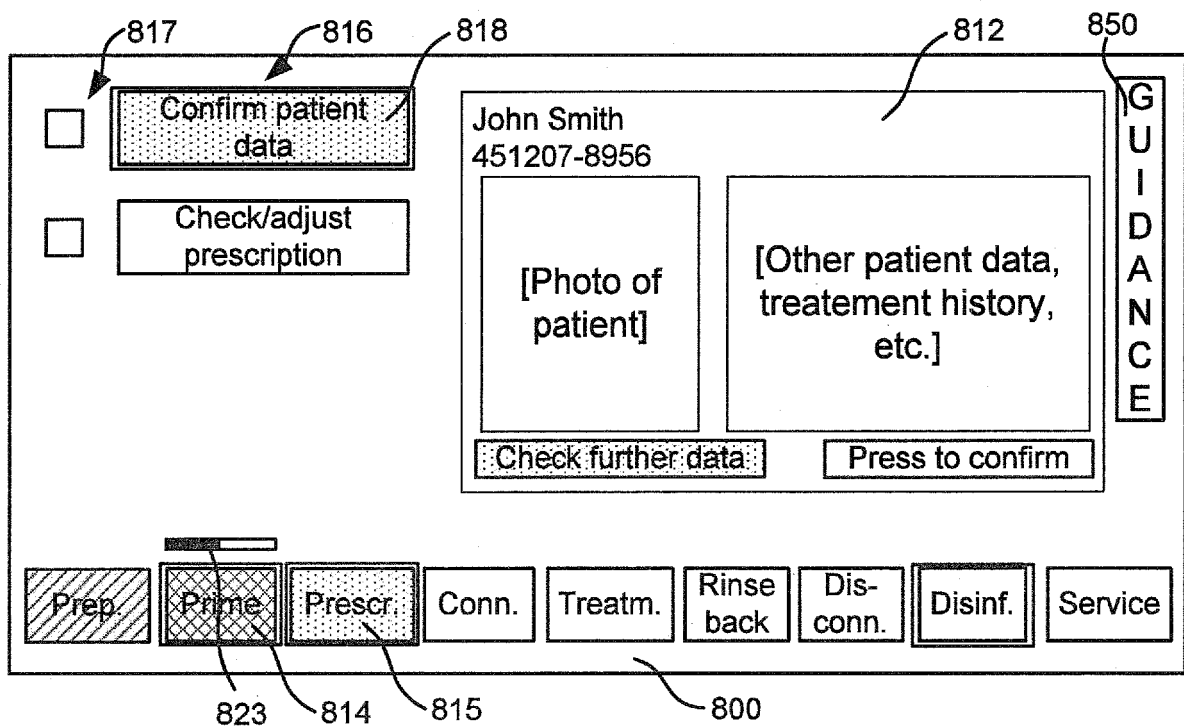 817
816
818
812
850
Confirm patient
data
Check/adjust
prescription
John Smith
451207-8956
[Photo of
patient]
[Other patient data,
treatement history,
etc.]
Check further data
Press to confirm
G
U
I
D
A
N
C
E
Prep.
Prime
Prescr.
Conn.
Treatm.
Rinse
back
Dis-
conn.
Disinf.
Service
823
814
815
800